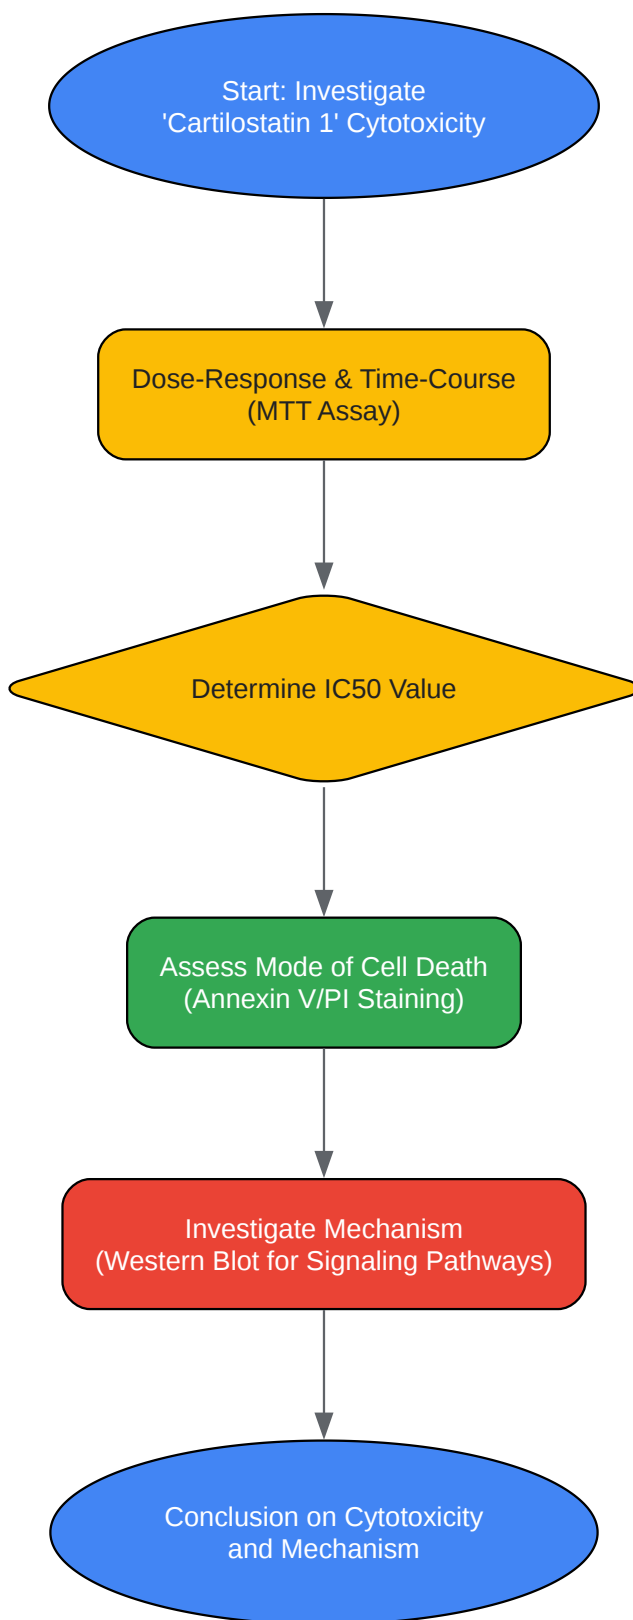 Start: Investigate
'Cartilostatin 1' Cytotoxicity
Dose-Response & Time-Course
(MTT Assay)
Determine IC50 Value
Assess Mode of Cell Death
(Annexin V/PI Staining)
Investigate Mechanism
(Western Blot for Signaling Pathways)
Conclusion on Cytotoxicity
and Mechanism